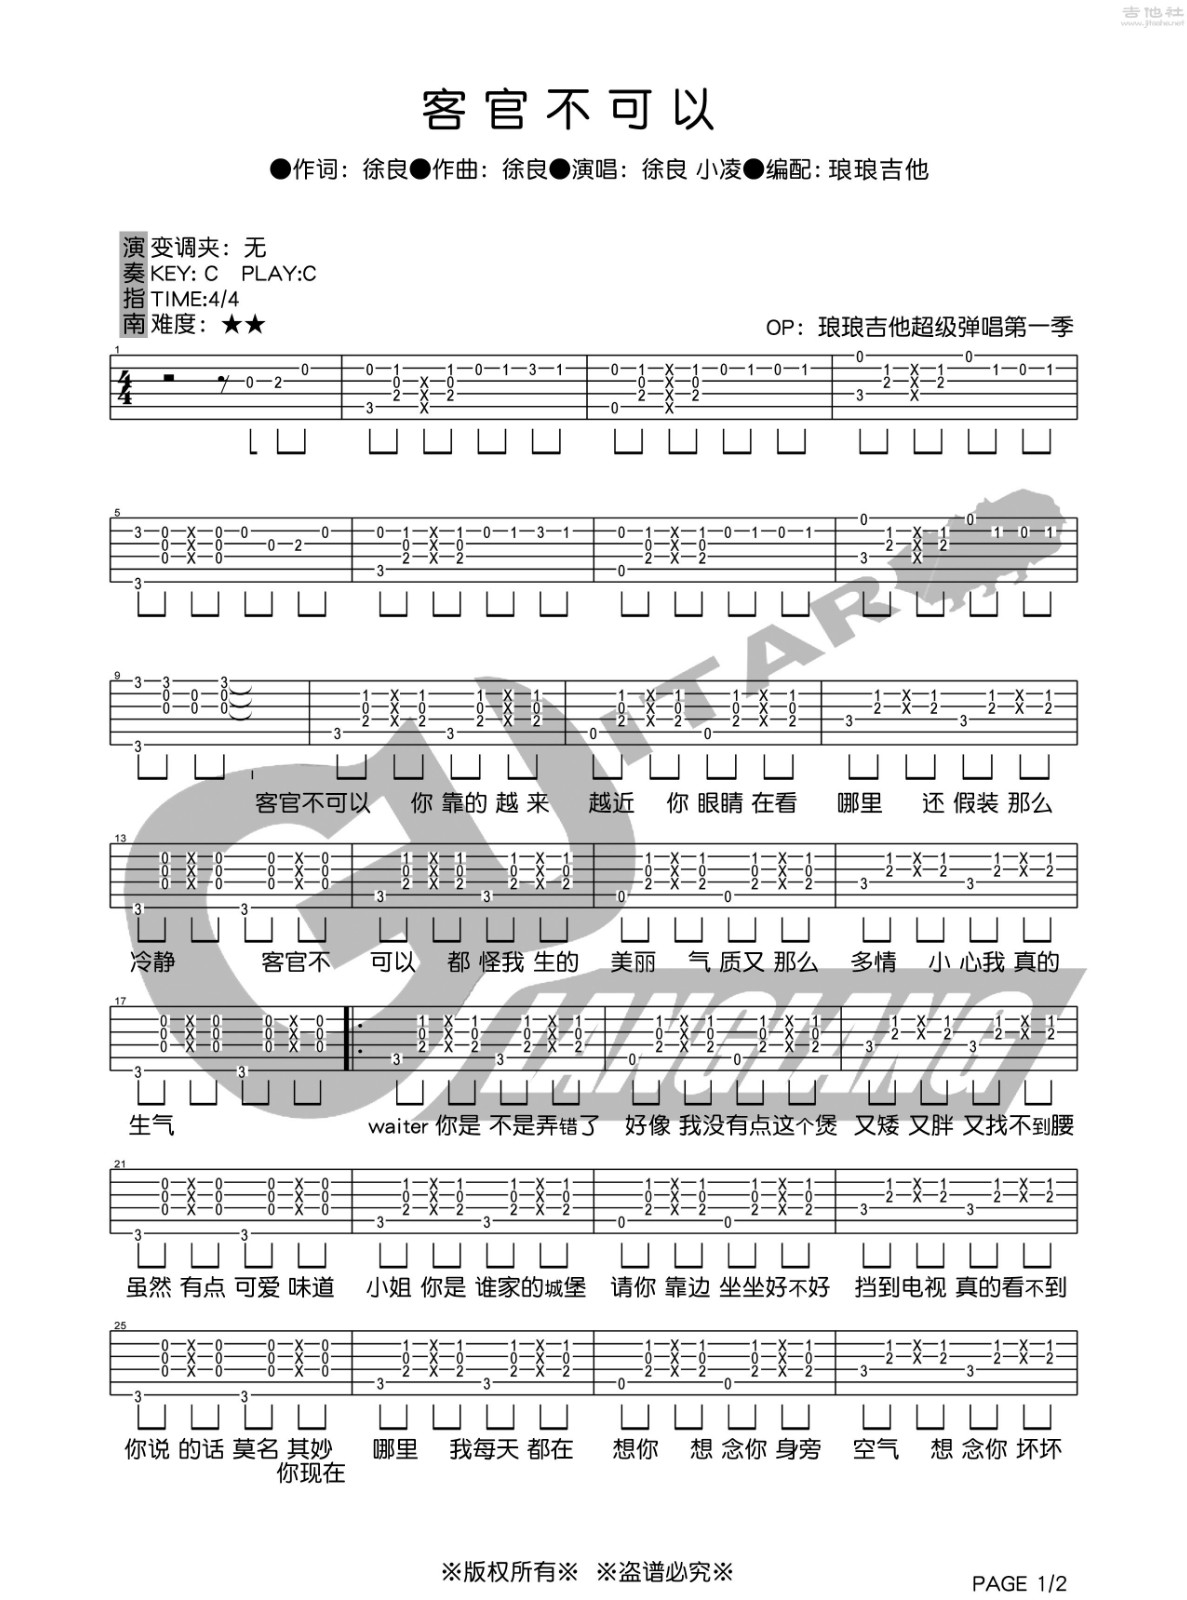 吉他社
www.jitashe.net
客官不可以
●作词：徐良●作曲：徐良●演唱：徐良 小凌●编配：琅琅吉他
演奏指南
变调夹：无
KEY: C PLAY:C
TIME:4/4
难度：★★
OP：琅琅吉他超级弹唱第一季
客官不可以 你 靠的 越 来 越近 你 眼睛 在看 哪里 还 假装 那么
冷静 客官不 可以 都 怪我 生的 美丽 气 质又 那么 多情 小 心我 真的
生气 waiter 你是 不是弄错了 好像 我没有点这个煲 又矮 又胖 又找不到腰
虽然 有点 可爱 味道 小姐 你是 谁家的城堡 请你 靠边 坐坐好不好 挡到电视 真的看不到
你说 的话 莫名 其妙 哪里 我每天 都在 想你 想 念你 身旁 空气 想 念你 坏坏
你现在
GUITAR
LANGLANG
※版权所有※ ※盗谱必究※
PAGE 1/2